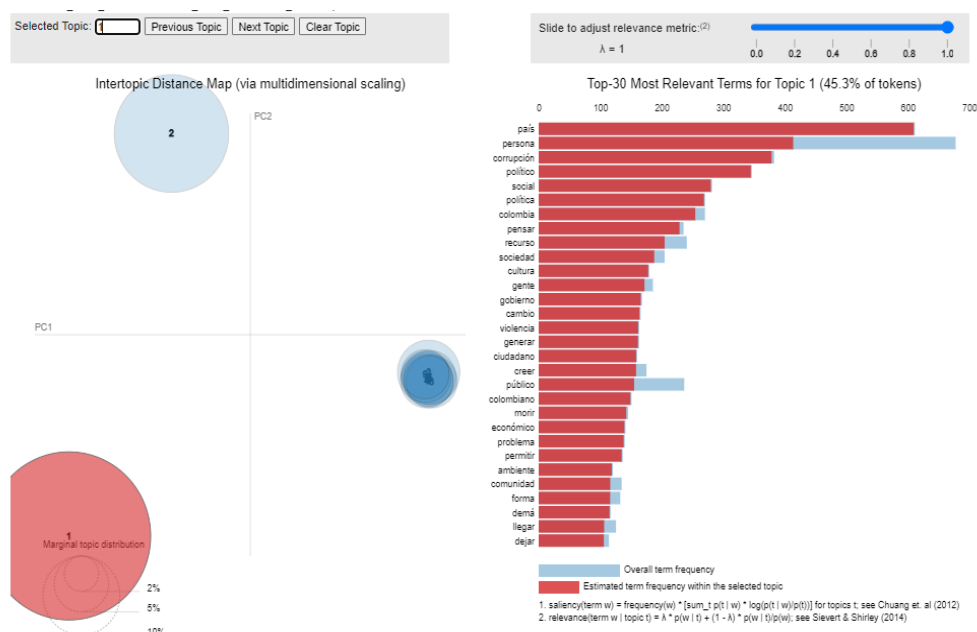 Selected Topic: 1 Previous Topic Next Topic Clear Topic
Slide to adjust relevance metric:(2)
λ = 1
0.0 0.2 0.4 0.6 0.8 1.0
Intertopic Distance Map (via multidimensional scaling)
PC2
PC1
2
1
Marginal topic distribution
2%
5%
10%
Top-30 Most Relevant Terms for Topic 1 (45.3% of tokens)
0 100 200 300 400 500 600 700
país
persona
corrupción
político
social
política
colombia
pensar
recurso
sociedad
cultura
gente
gobierno
cambio
violencia
generar
ciudadano
creer
público
colombiano
morir
económico
problema
permitir
ambiente
comunidad
forma
demá
llegar
dejar
Overall term frequency
Estimated term frequency within the selected topic
1. saliency(term w) = frequency(w) * [sum_t p(t | w) * log(p(t | w)/p(t))] for topics t; see Chuang et. al (2012)
2. relevance(term w | topic t) = λ * p(w | t) + (1 - λ) * p(w | t)/p(w); see Sievert & Shirley (2014)